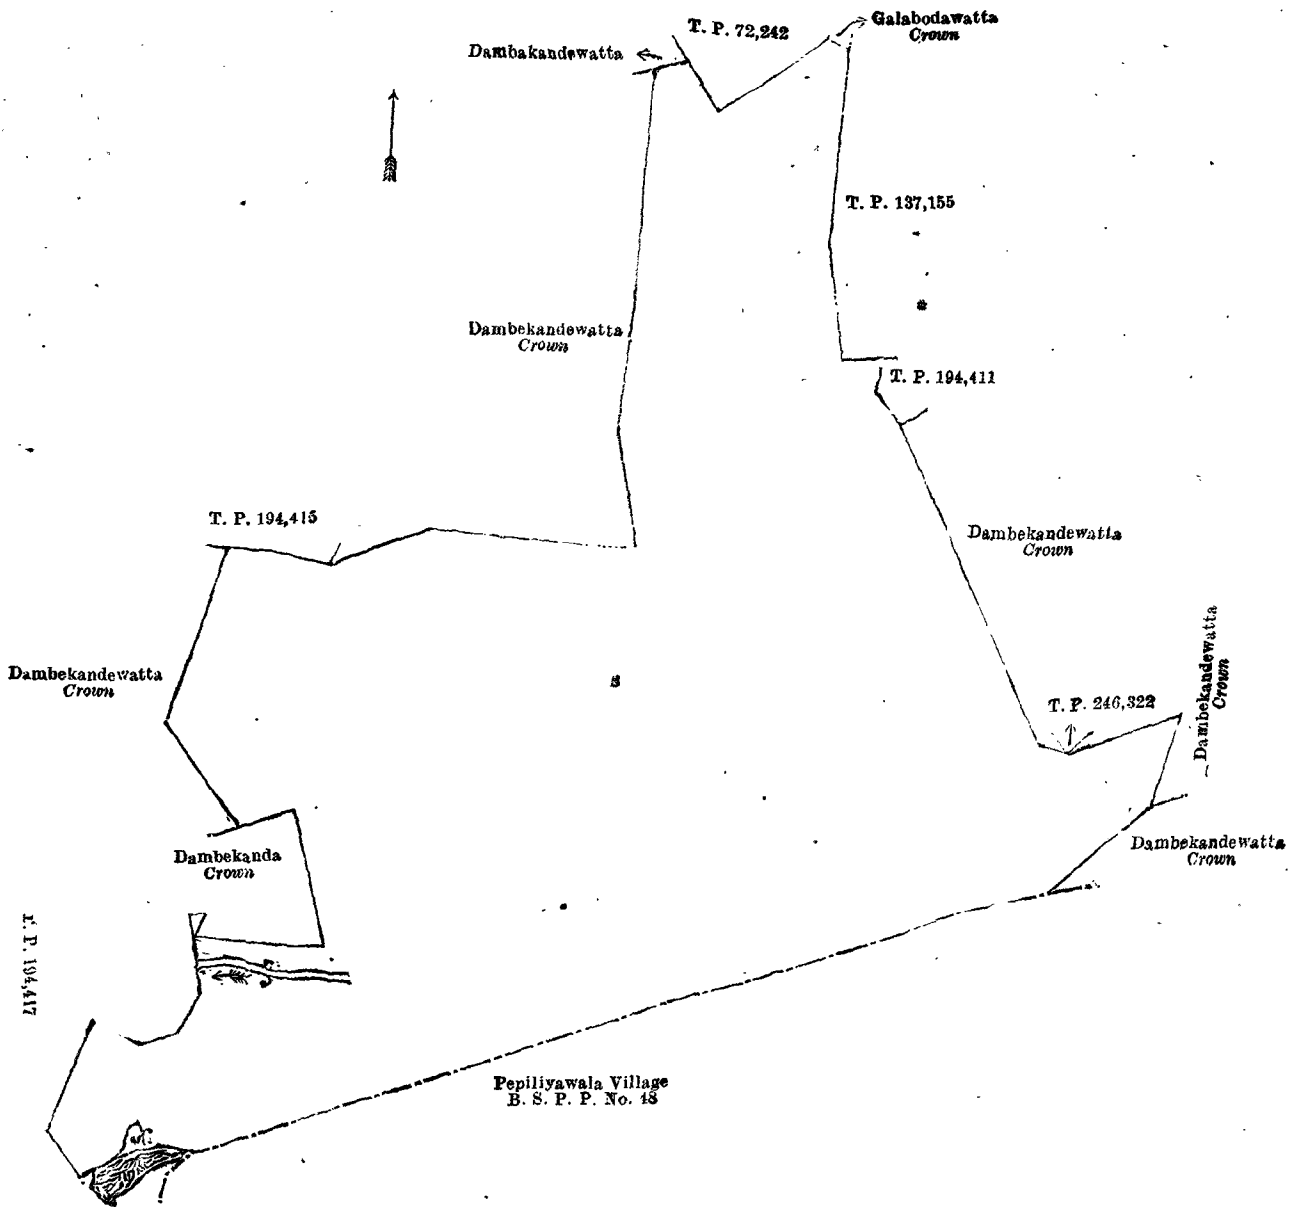 T. P. 72,242
Galabodawatta
Crown
Dambakandewatta
T. P. 137,155
Dambekandewatta
Crown
T. P. 194,411
T. P. 194,415
Dambekandewatta
Crown
Dambekandewatta
Crown
Dambekandewatta
Crown
T. P. 246,322
Dambekandewatta
Crown
Dambekanda
Crown
T. P. 194,417
Pepiliyawala Village
B. S. P. P. No. 48